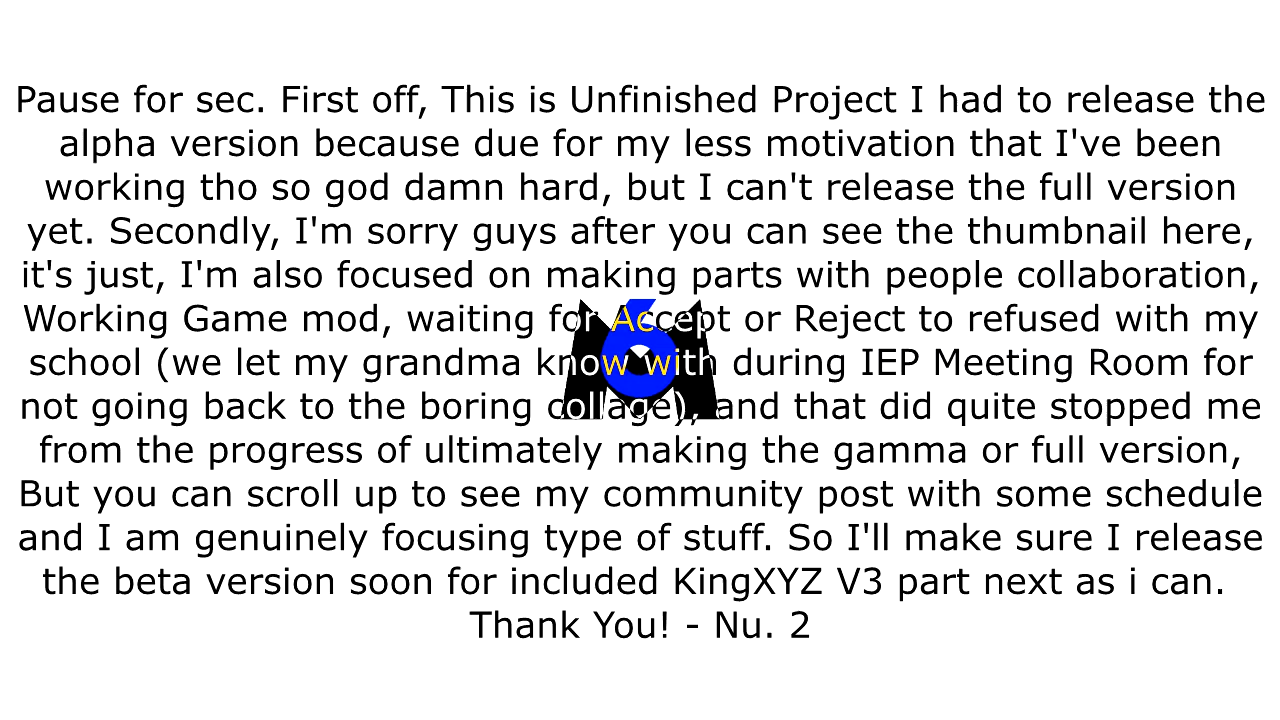 Pause for sec. First off, This is Unfinished Project I had to release the
alpha version because due for my less motivation that I've been
working tho so god damn hard, but I can't release the full version
yet. Secondly, I'm sorry guys after you can see the thumbnail here,
it's just, I'm also focused on making parts with people collaboration,
Working Game mod, waiting for Accept or Reject to refused with my
school (we let my grandma know with during IEP Meeting Room for
not going back to the boring collage), and that did quite stopped me
from the progress of ultimately making the gamma or full version,
But you can scroll up to see my community post with some schedule
and I am genuinely focusing type of stuff. So I'll make sure I release
the beta version soon for included KingXYZ V3 part next as i can.
Thank You! - Nu. 2